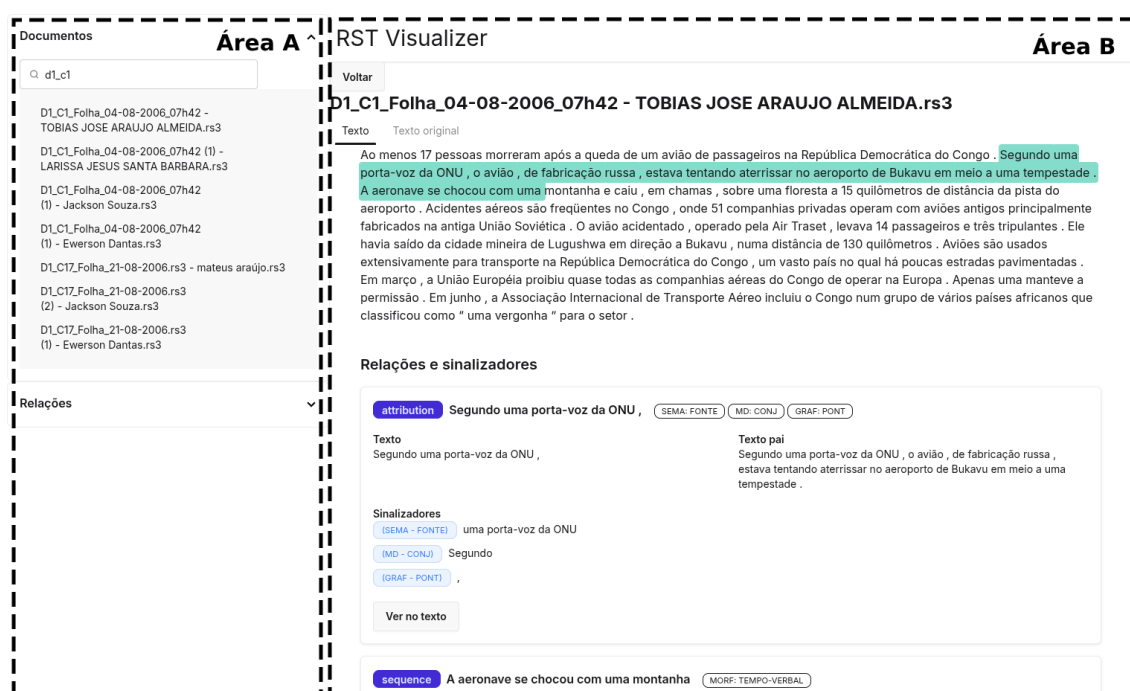 Documentos
Área A
d1_c1
D1_C1_Folha_04-08-2006_07h42 -
TOBIAS JOSE ARAUJO ALMEIDA.rs3
D1_C1_Folha_04-08-2006_07h42 (1) -
LARISSA JESUS SANTA BARBARA.rs3
D1_C1_Folha_04-08-2006_07h42
(1) - Jackson Souza.rs3
D1_C1_Folha_04-08-2006_07h42
(1) - Ewerson Dantas.rs3
D1_C17_Folha_21-08-2006.rs3 - mateus araújo.rs3
D1_C17_Folha_21-08-2006.rs3
(2) - Jackson Souza.rs3
D1_C17_Folha_21-08-2006.rs3
(1) - Ewerson Dantas.rs3
Relações
RST Visualizer
Área B
Voltar
D1_C1_Folha_04-08-2006_07h42 - TOBIAS JOSE ARAUJO ALMEIDA.rs3
Texto Texto original
Ao menos 17 pessoas morreram após a queda de um avião de passageiros na República Democrática do Congo . Segundo uma
porta-voz da ONU , o avião , de fabricação russa , estava tentando aterrissar no aeroporto de Bukavu em meio a uma tempestade .
A aeronave se chocou com uma montanha e caiu , em chamas , sobre uma floresta a 15 quilômetros de distância da pista do
aeroporto . Acidentes aéreos são freqüentes no Congo , onde 51 companhias privadas operam com aviões antigos principalmente
fabricados na antiga União Soviética . O avião acidentado , operado pela Air Traset , levava 14 passageiros e três tripulantes . Ele
havia saído da cidade mineira de Lugushwa em direção a Bukavu , numa distância de 130 quilômetros . Aviões são usados
extensivamente para transporte na República Democrática do Congo , um vasto país no qual há poucas estradas pavimentadas .
Em março , a União Européia proibiu quase todas as companhias aéreas do Congo de operar na Europa . Apenas uma manteve a
permissão . Em junho , a Associação Internacional de Transporte Aéreo incluiu o Congo num grupo de vários países africanos que
classificou como “ uma vergonha “ para o setor .
Relações e sinalizadores
attribution Segundo uma porta-voz da ONU , SEMA: FONTE MD: CONJ GRAF: PONT
Texto
Segundo uma porta-voz da ONU ,
Texto pai
Segundo uma porta-voz da ONU , o avião , de fabricação russa ,
estava tentando aterrissar no aeroporto de Bukavu em meio a uma
tempestade .
Sinalizadores
(SEMA - FONTE) uma porta-voz da ONU
(MD - CONJ) Segundo
(GRAF - PONT) ,
Ver no texto
sequence A aeronave se chocou com uma montanha MORF: TEMPO-VERBAL